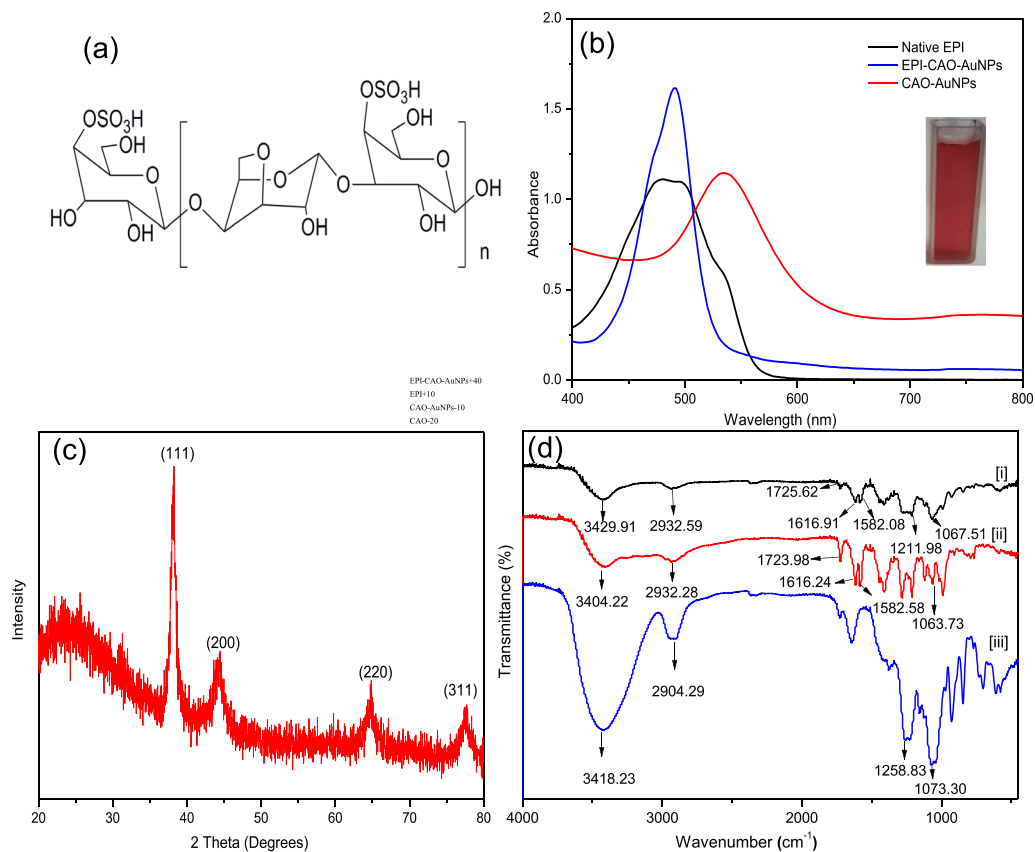 (a)
OSO3H
OH
O
O
HO
OH
O
O
O
OH
O
OSO3H
OH
O
OH
OH
n
(b)
2.0
1.5
1.0
0.5
0.0
Absorbance
Native EPI
EPI-CAO-AuNPs
CAO-AuNPs
400 500 600 700 800
Wavelength (nm)
EPI-CAO-AuNPs+40
EPI+10
CAO-AuNPs-10
CAO-20
(c)
(111)
(200)
(220)
(311)
Intensity
20 30 40 50 60 70 80
2 Theta (Degrees)
(d)
[i]
1725.62
3429.91
2932.59
1616.91
1582.08
1211.98
1067.51
[ii]
1723.98
3404.22
2932.28
1616.24
1582.58
1063.73
[iii]
2904.29
3418.23
1258.83
1073.30
Transmittance (%)
4000 3000 2000 1000
Wavenumber (cm-1)